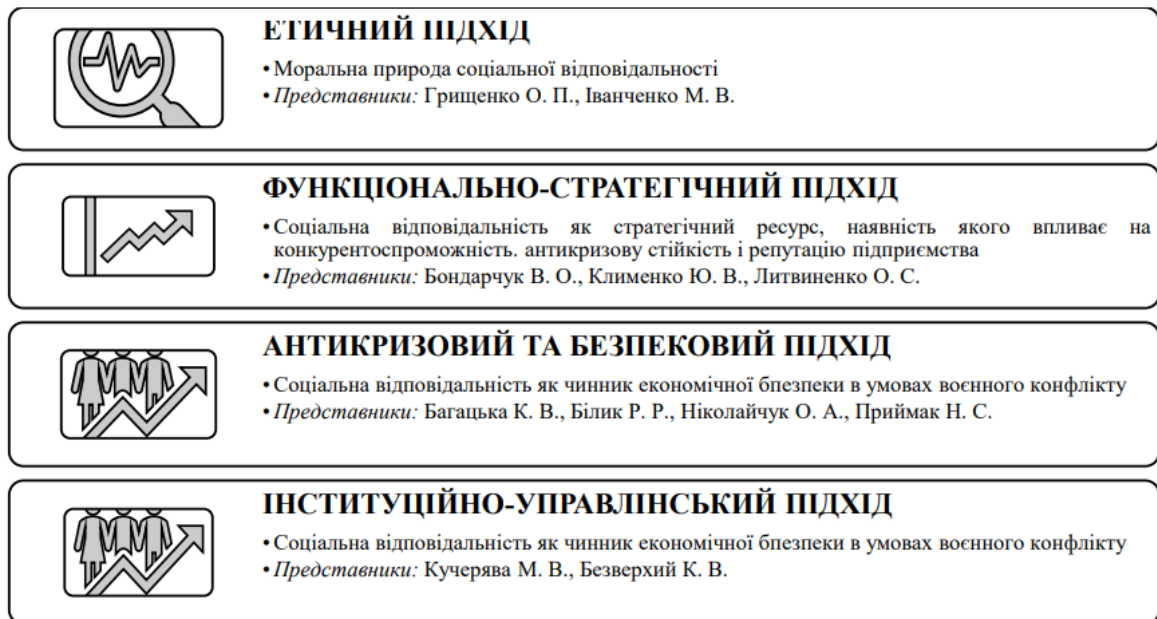 ЕТИЧНИЙ ПІДХІД
• Моральна природа соціальної відповідальності
• Представники: Грищенко О. П., Іванченко М. В.
ФУНКЦІОНАЛЬНО-СТРАТЕГІЧНИЙ ПІДХІД
• Соціальна відповідальність як стратегічний ресурс, наявність якого впливає на
конкурентоспроможність. антикризову стійкість і репутацію підприємства
• Представники: Бондарчук В. О., Клименко Ю. В., Литвиненко О. С.
АНТИКРИЗОВИЙ ТА БЕЗПЕКОВИЙ ПІДХІД
• Соціальна відповідальність як чинник економічної бпезпеки в умовах воєнного конфлікту
• Представники: Багацька К. В., Білик Р. Р., Ніколайчук О. А., Приймак Н. С.
ІНСТИТУЦІЙНО-УПРАВЛІНСЬКИЙ ПІДХІД
• Соціальна відповідальність як чинник економічної бпезпеки в умовах воєнного конфлікту
• Представники: Кучерява М. В., Безверхий К. В.